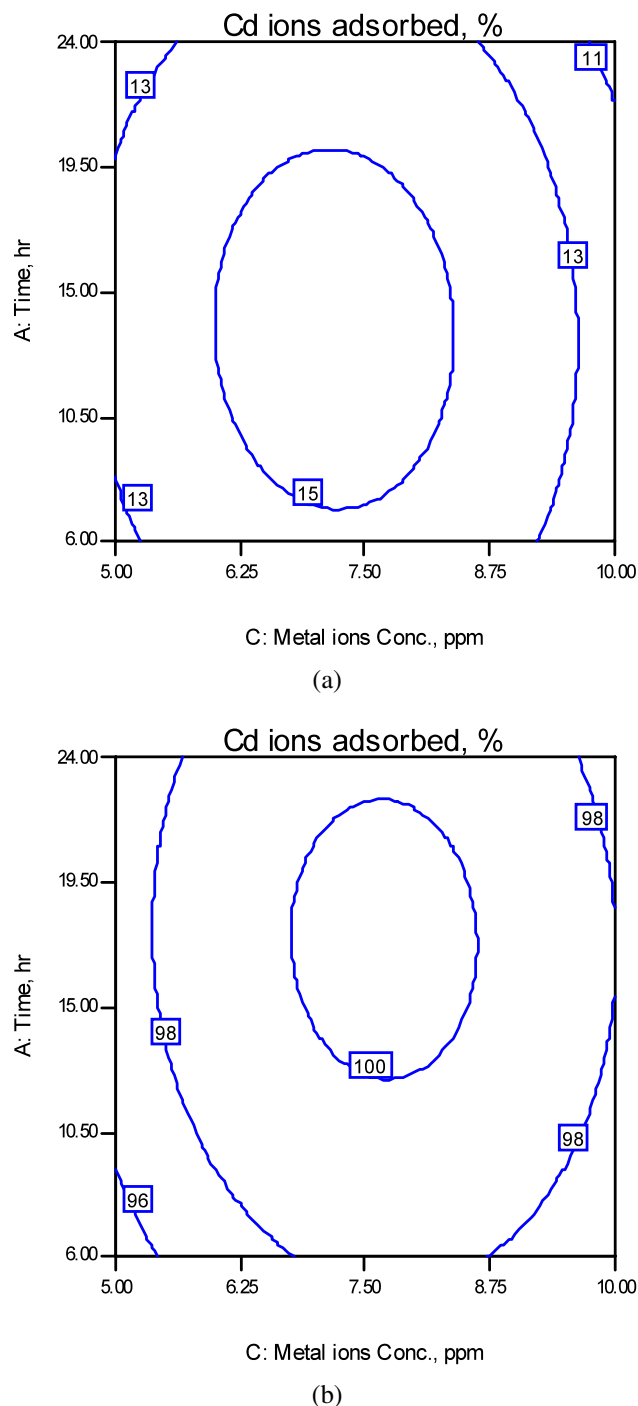 Cd ions adsorbed, %
24.00
13
11
19.50
13
15.00
A: Time, hr
10.50
13
15
6.00
5.00 6.25 7.50 8.75 10.00
C: Metal ions Conc., ppm
(a)
Cd ions adsorbed, %
24.00
98
19.50
A: Time, hr
15.00
98
100
10.50
98
96
6.00
5.00 6.25 7.50 8.75 10.00
C: Metal ions Conc., ppm
(b)